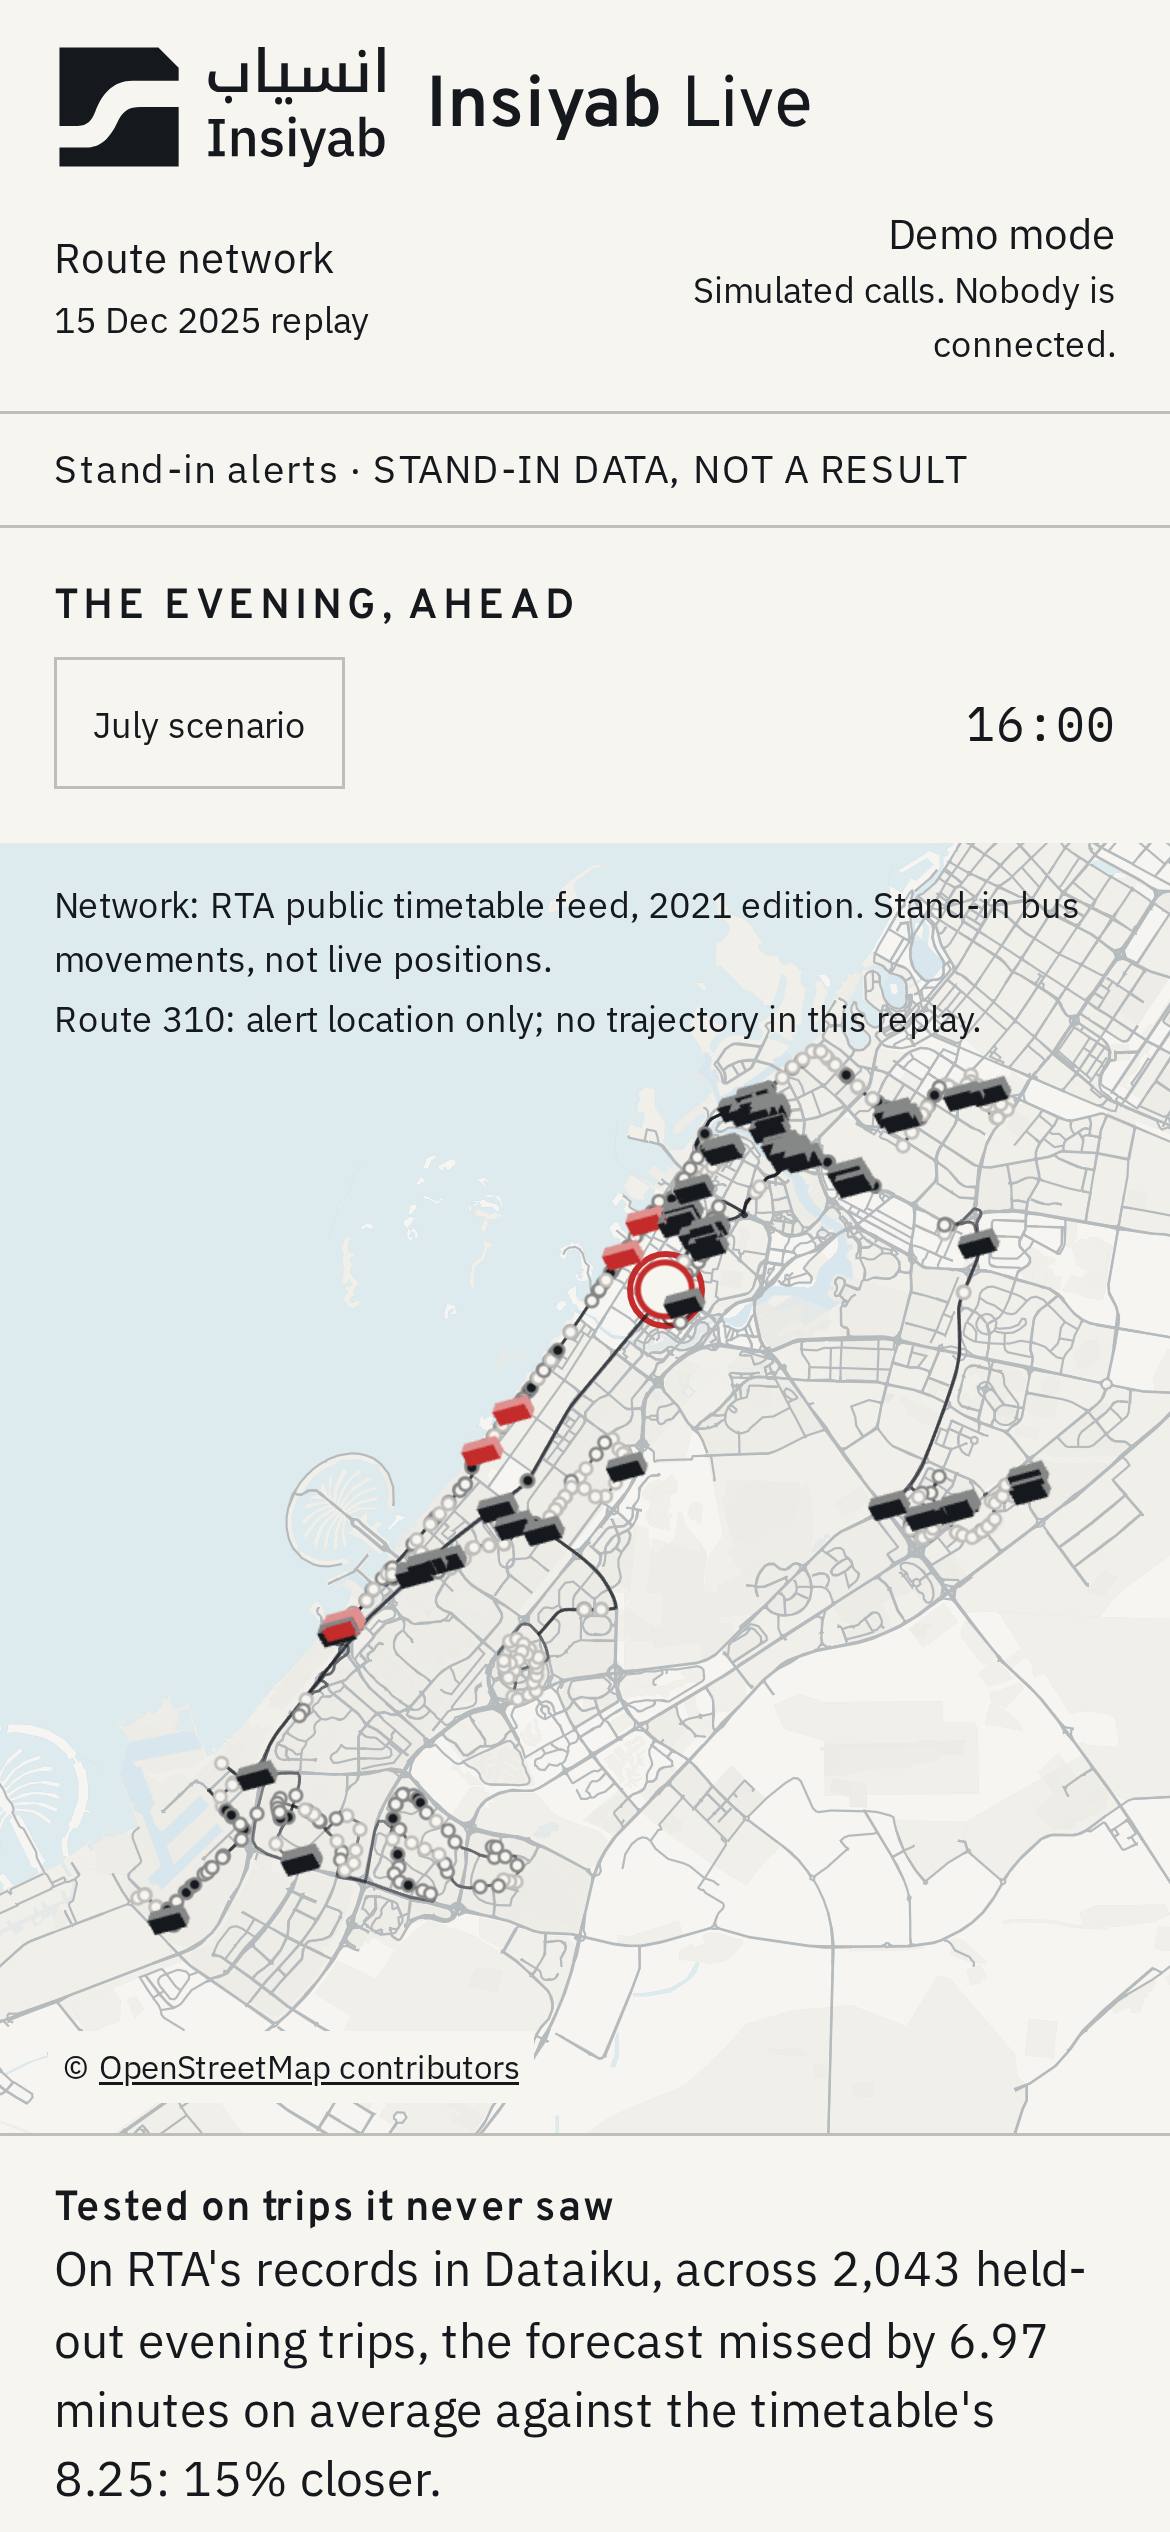 انسياب
Insiyab
Insiyab Live
Route network
15 Dec 2025 replay
Demo mode
Simulated calls. Nobody is
connected.
Stand-in alerts · STAND-IN DATA, NOT A RESULT
THE EVENING, AHEAD
July scenario
16:00
Network: RTA public timetable feed, 2021 edition. Stand-in bus
movements, not live positions.
Route 310: alert location only; no trajectory in this replay.
© OpenStreetMap contributors
Tested on trips it never saw
On RTA's records in Dataiku, across 2,043 held-
out evening trips, the forecast missed by 6.97
minutes on average against the timetable's
8.25: 15% closer.